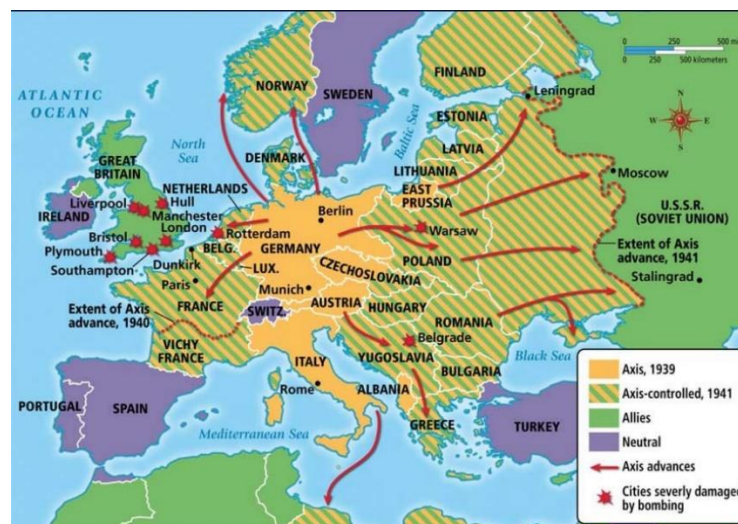 ATLANTIC
OCEAN
North
Sea
Baltic Sea
NORWAY
SWEDEN
FINLAND
Leningrad
ESTONIA
LATVIA
LITHUANIA
EAST
PRUSSIA
DENMARK
GREAT
BRITAIN
IRELAND
Liverpool
Hull
Manchester
London
Bristol
Plymouth
Southampton
NETHERLANDS
Rotterdam
BELG.
Dunkirk
LUX.
Paris
FRANCE
Extent of Axis
advance, 1940
VICHY
FRANCE
Berlin
GERMANY
Munich
Warsaw
POLAND
CZECHOSLOVAKIA
AUSTRIA
HUNGARY
SWITZ.
ROMANIA
Belgrade
YUGOSLAVIA
BULGARIA
ITALY
Rome
ALBANIA
GREECE
PORTUGAL
SPAIN
Mediterranean Sea
Black Sea
TURKEY
Moscow
U.S.S.R.
(SOVIET UNION)
Extent of Axis
advance, 1941
Stalingrad
0 250 500 mi
0 250 500 kilometers
N
W E
S
Axis, 1939
Axis-controlled, 1941
Allies
Neutral
Axis advances
Cities severly damaged
by bombing